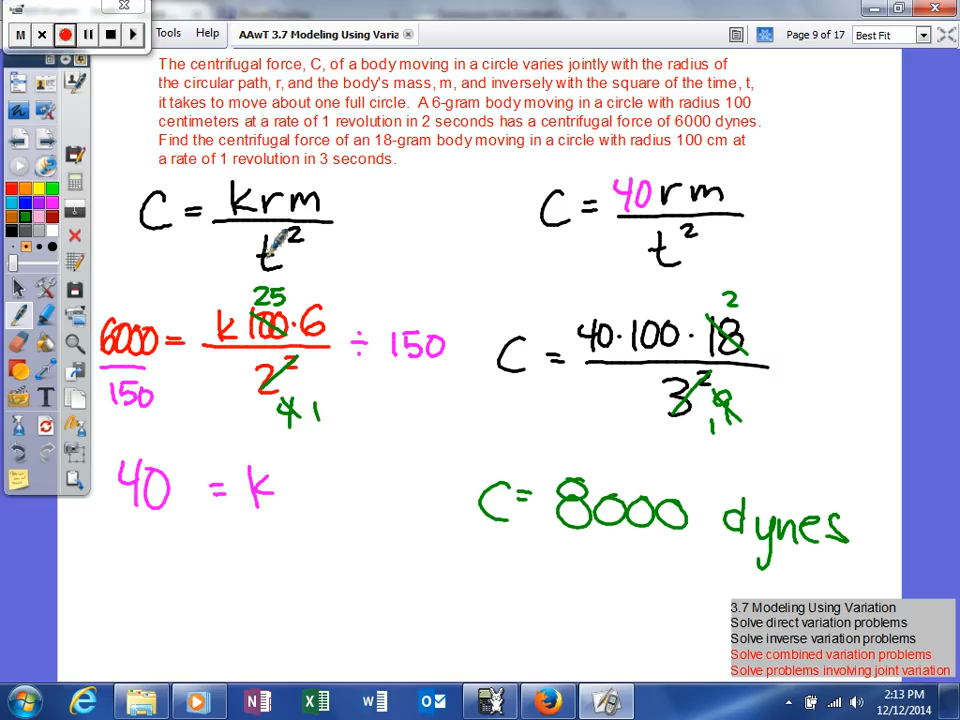 M
Tools Help AAwT 3.7 Modeling Using Varia Page 9 of 17 Best Fit
The centrifugal force, C, of a body moving in a circle varies jointly with the radius of
the circular path, r, and the body's mass, m, and inversely with the square of the time, t,
it takes to move about one full circle. A 6-gram body moving in a circle with radius 100
centimeters at a rate of 1 revolution in 2 seconds has a centrifugal force of 6000 dynes.
Find the centrifugal force of an 18-gram body moving in a circle with radius 100 cm at
a rate of 1 revolution in 3 seconds.
C = krm
t²
C = 40rm
t²
25
6000 = k 100·6 ÷ 150
150 2²
4 1
40 = k
2
C = 40·100·18
3² 9
1
C = 8000 dynes
3.7 Modeling Using Variation
Solve direct variation problems
Solve inverse variation problems
Solve combined variation problems
Solve problems involving joint variation
2:13 PM
12/12/2014